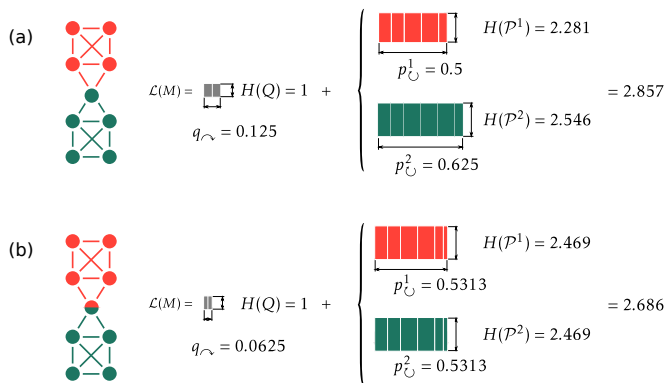 (a)
H(𝒫¹) = 2.281
p¹↻ = 0.5
ℒ(M) = H(Q) = 1 + = 2.857
q↷ = 0.125
H(𝒫²) = 2.546
p²↻ = 0.625
(b)
H(𝒫¹) = 2.469
p¹↻ = 0.5313
ℒ(M) = H(Q) = 1 + = 2.686
q↷ = 0.0625
H(𝒫²) = 2.469
p²↻ = 0.5313